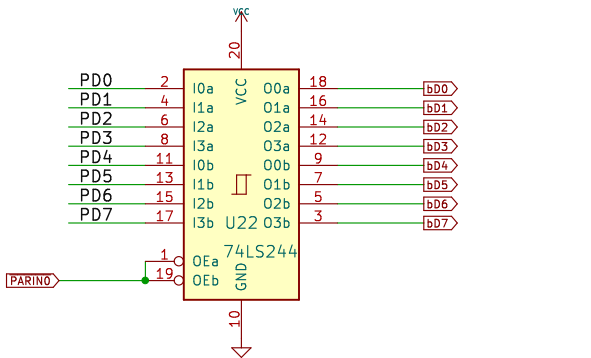 VCC
20
PD0 2 I0a VCC O0a 18 bD0
PD1 4 I1a O1a 16 bD1
PD2 6 I2a O2a 14 bD2
PD3 8 I3a O3a 12 bD3
PD4 11 I0b O0b 9 bD4
PD5 13 I1b O1b 7 bD5
PD6 15 I2b O2b 5 bD6
PD7 17 I3b U22 O3b 3 bD7
74LS244
1 OEa
PARIN0 19 OEb GND
10